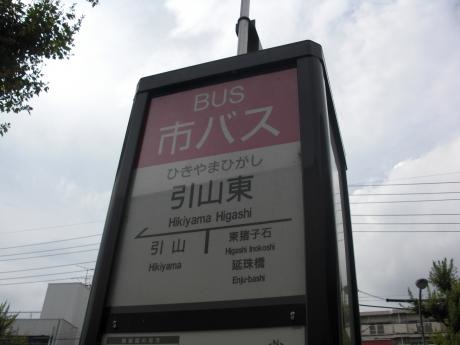 BUS
市バス
ひきやまひがし
引山東
Hikiyama Higashi
引山
Hikiyama
東猪子石
Higashi Inokoshi
延珠橋
Enju-bashi